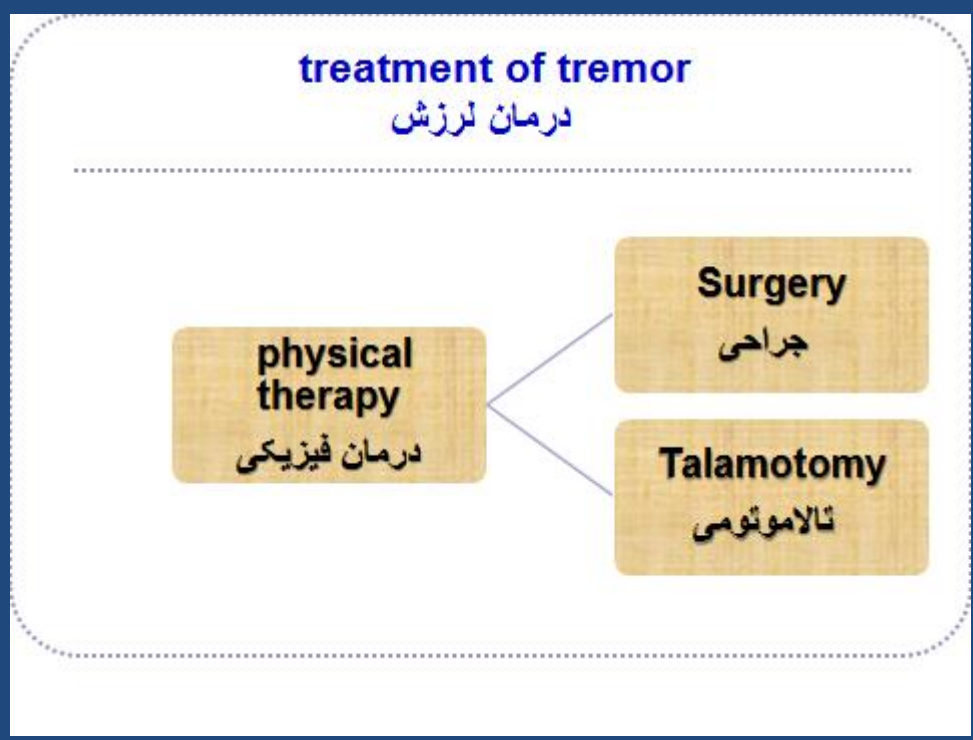 treatment of tremor
درمان لرزش
physical
therapy
درمان فیزیکی
Surgery
جراحی
Talamotomy
تالاموتومی